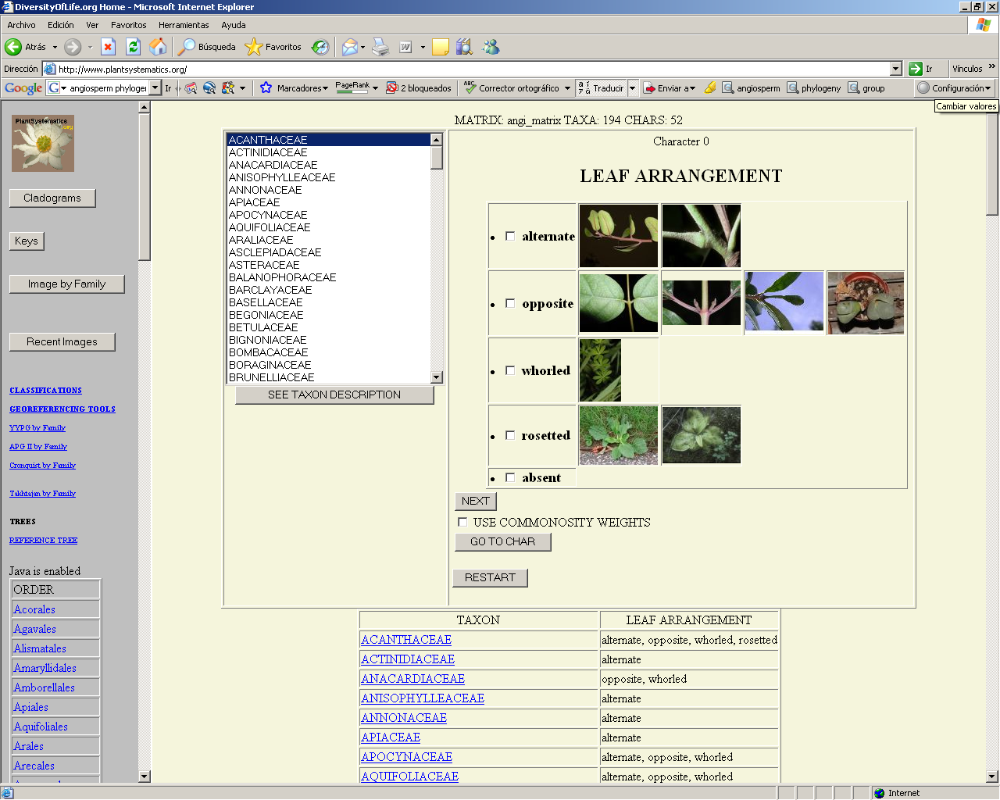 DiversityOfLife.org Home - Microsoft Internet Explorer
Archivo Edición Ver Favoritos Herramientas Ayuda
Atrás Búsqueda Favoritos
Dirección http://www.plantsystematics.org/ Ir Vínculos »
Google G angiosperm phyloger Ir Marcadores PageRank 2 bloqueados ABC Corrector ortográfico Traducir Enviar a angiosperm phylogeny group Configuración
Cambiar valores
PlantSystematics
.org
Cladograms
Keys
Image by Family
Recent Images
CLASSIFICATIONS
GEOREFERENCING TOOLS
YYPG by Family
APG II by Family
Cronquist by Family
Takhtajan by Family
TREES
REFERENCE TREE
Java is enabled
ORDER
Acorales
Agavales
Alismatales
Amaryllidales
Amborellales
Apiales
Aquifoliales
Arales
Arecales
MATRIX: angi_matrix TAXA: 194 CHARS: 52
ACANTHACEAE
ACTINIDIACEAE
ANACARDIACEAE
ANISOPHYLLEACEAE
ANNONACEAE
APIACEAE
APOCYNACEAE
AQUIFOLIACEAE
ARALIACEAE
ASCLEPIADACEAE
ASTERACEAE
BALANOPHORACEAE
BARCLAYACEAE
BASELLACEAE
BEGONIACEAE
BETULACEAE
BIGNONIACEAE
BOMBACACEAE
BORAGINACEAE
BRUNELLIACEAE
SEE TAXON DESCRIPTION
Character 0
LEAF ARRANGEMENT
• alternate
• opposite
• whorled
• rosetted
• absent
NEXT
USE COMMONOSITY WEIGHTS
GO TO CHAR
RESTART
TAXON LEAF ARRANGEMENT
ACANTHACEAE alternate, opposite, whorled, rosetted
ACTINIDIACEAE alternate
ANACARDIACEAE opposite, whorled
ANISOPHYLLEACEAE alternate
ANNONACEAE alternate
APIACEAE alternate
APOCYNACEAE alternate, opposite, whorled
AQUIFOLIACEAE alternate, opposite, whorled
Internet